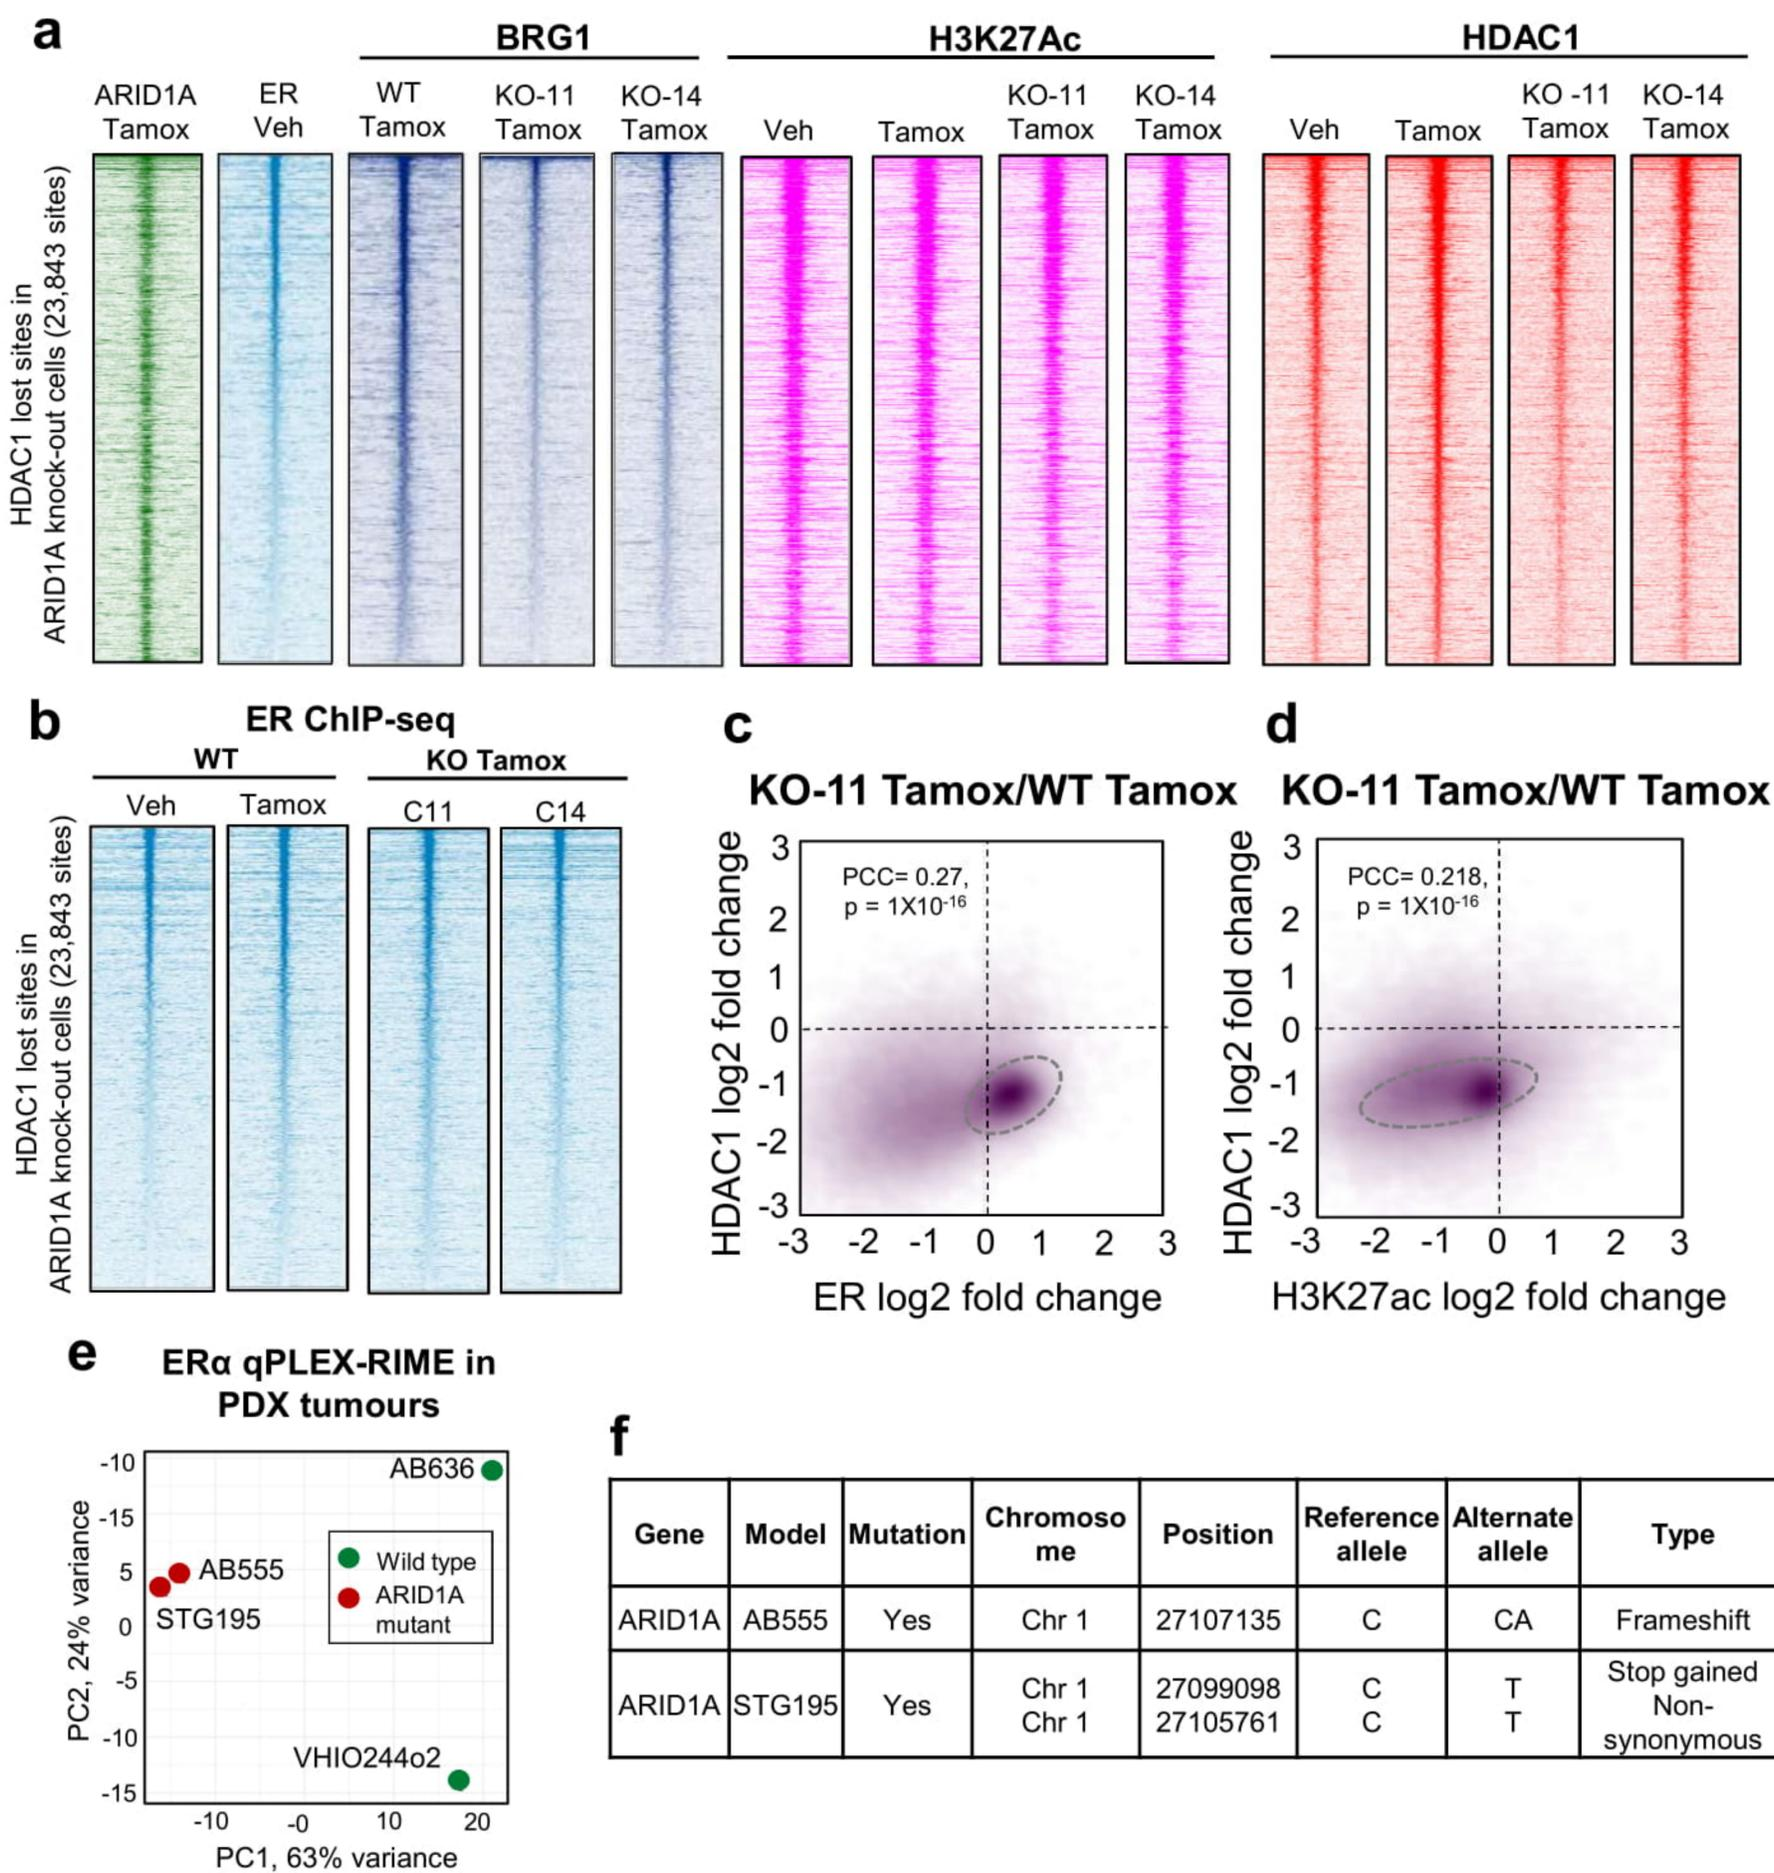 a
BRG1
H3K27Ac
HDAC1
ARID1A
Tamox
ER
Veh
WT
Tamox
KO-11
Tamox
KO-14
Tamox
Veh
Tamox
KO-11
Tamox
KO-14
Tamox
Veh
Tamox
KO -11
Tamox
KO-14
Tamox
HDAC1 lost sites in
ARID1A knock-out cells (23,843 sites)
b
ER ChIP-seq
WT
KO Tamox
Veh
Tamox
C11
C14
HDAC1 lost sites in
ARID1A knock-out cells (23,843 sites)
c
KO-11 Tamox/WT Tamox
PCC= 0.27,
p = 1X10-16
HDAC1 log2 fold change
3
2
1
0
-1
-2
-3
-3 -2 -1 0 1 2 3
ER log2 fold change
d
KO-11 Tamox/WT Tamox
PCC= 0.218,
p = 1X10-16
HDAC1 log2 fold change
3
2
1
0
-1
-2
-3
-3 -2 -1 0 1 2 3
H3K27ac log2 fold change
e
ERα qPLEX-RIME in
PDX tumours
PC2, 24% variance
-10
-15
5
0
-5
-10
-15
AB636
AB555
STG195
VHIO244o2
Wild type
ARID1A
mutant
-10 -0 10 20
PC1, 63% variance
f
Gene Model Mutation Chromoso
me Position Reference
allele Alternate
allele Type
ARID1A AB555 Yes Chr 1 27107135 C CA Frameshift
ARID1A STG195 Yes Chr 1 27099098 C T Stop gained
Chr 1 27105761 C T Non-
synonymous